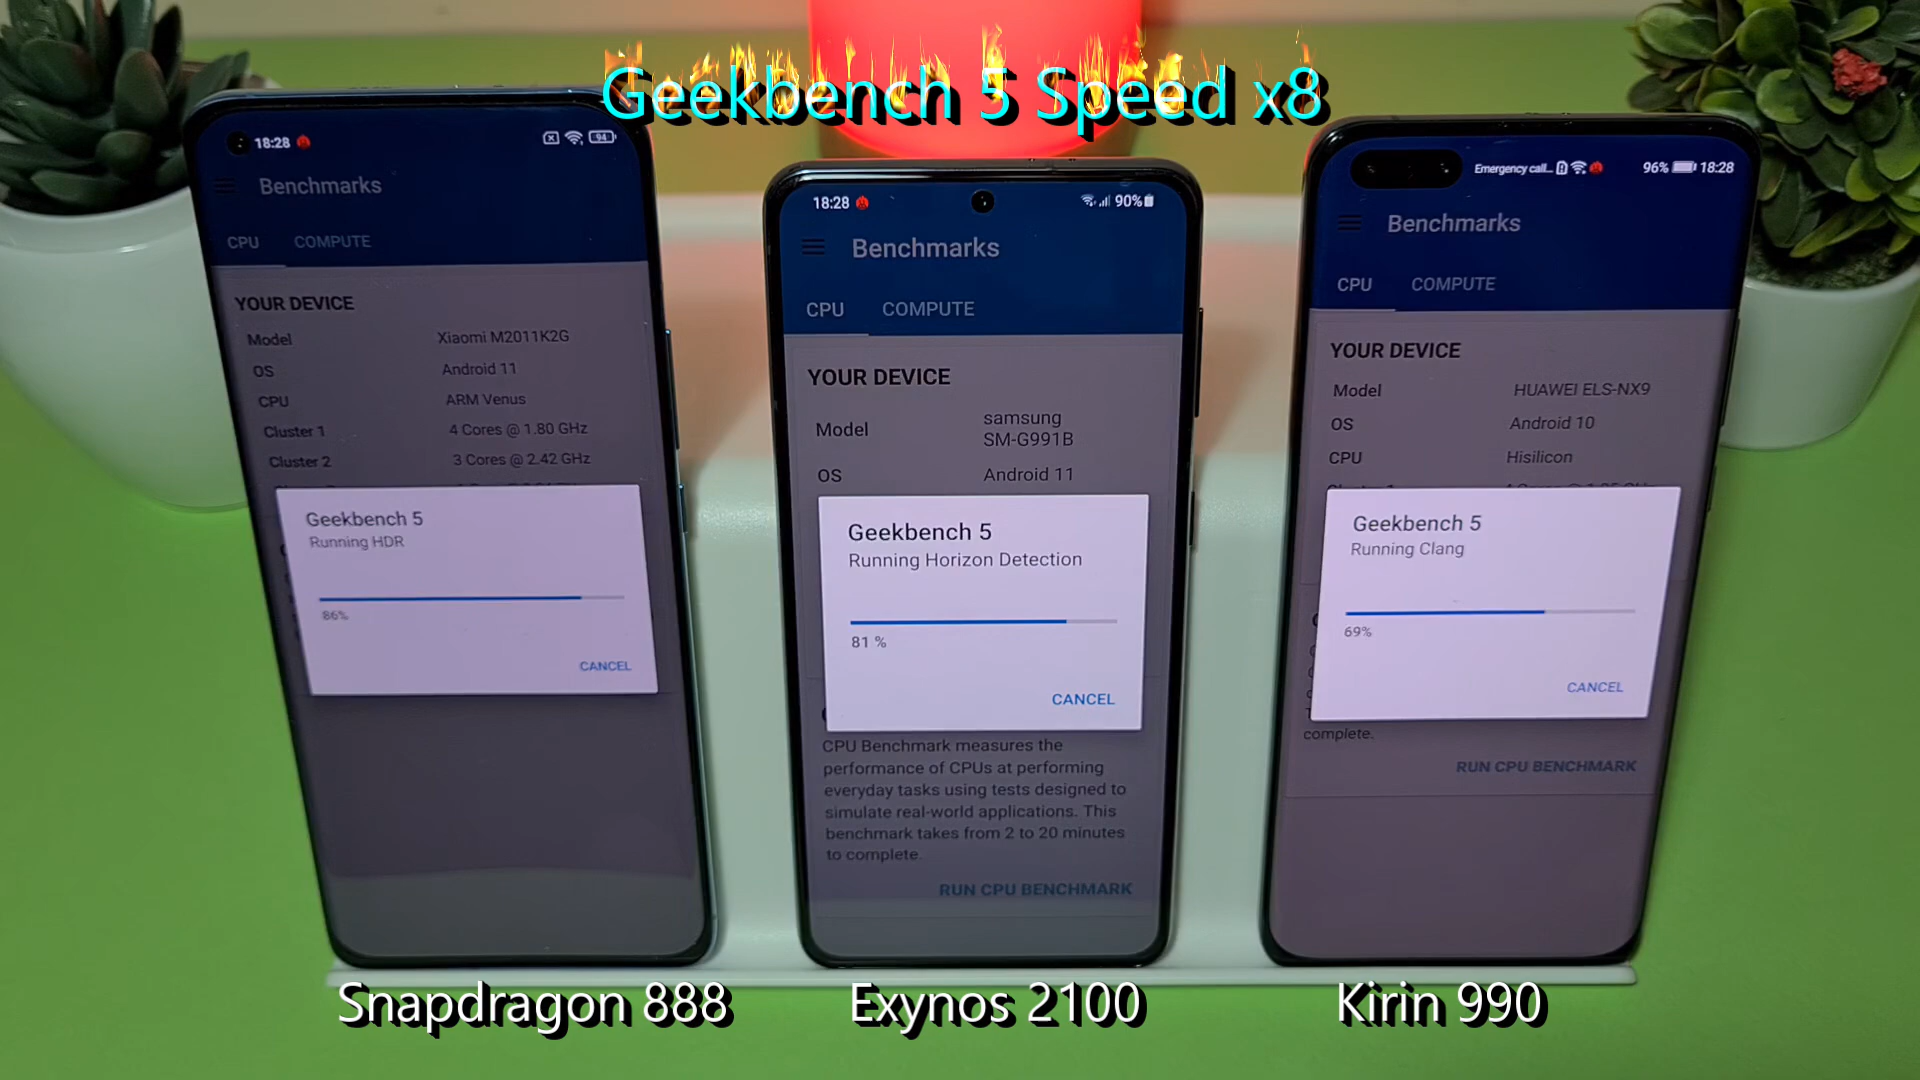 Geekbench 5 Speed x8
18:28
94
Benchmarks
CPU COMPUTE
YOUR DEVICE
Model Xiaomi M2011K2G
OS Android 11
CPU ARM Venus
Cluster 1 4 Cores @ 1.80 GHz
Cluster 2 3 Cores @ 2.42 GHz
Geekbench 5
Running HDR
86%
CANCEL
Snapdragon 888
18:28 90%
Benchmarks
CPU COMPUTE
YOUR DEVICE
Model samsung
SM-G991B
OS Android 11
Geekbench 5
Running Horizon Detection
81 %
CANCEL
CPU Benchmark measures the
performance of CPUs at performing
everyday tasks using tests designed to
simulate real-world applications. This
benchmark takes from 2 to 20 minutes
to complete.
RUN CPU BENCHMARK
Exynos 2100
Emergency call... 96% 18:28
Benchmarks
CPU COMPUTE
YOUR DEVICE
Model HUAWEI ELS-NX9
OS Android 10
CPU Hisilicon
Geekbench 5
Running Clang
69%
CANCEL
complete.
RUN CPU BENCHMARK
Kirin 990